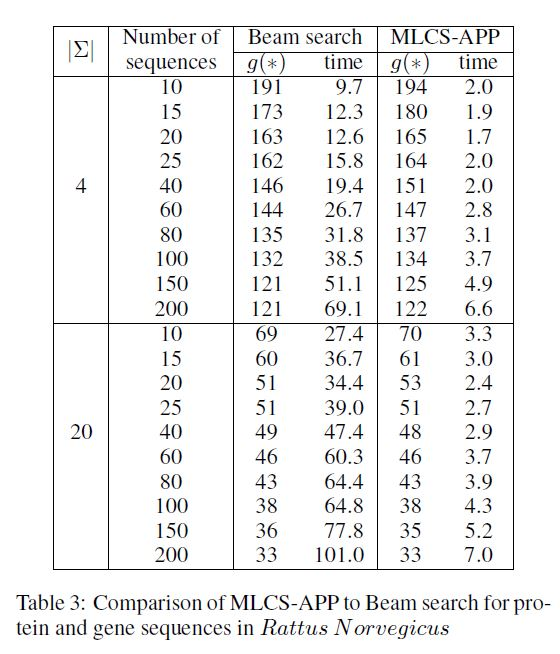 |Σ| Number of sequences Beam search MLCS-APP
g(∗) time g(∗) time
10 191 9.7 194 2.0
15 173 12.3 180 1.9
20 163 12.6 165 1.7
25 162 15.8 164 2.0
4 40 146 19.4 151 2.0
60 144 26.7 147 2.8
80 135 31.8 137 3.1
100 132 38.5 134 3.7
150 121 51.1 125 4.9
200 121 69.1 122 6.6
10 69 27.4 70 3.3
15 60 36.7 61 3.0
20 51 34.4 53 2.4
25 51 39.0 51 2.7
20 40 49 47.4 48 2.9
60 46 60.3 46 3.7
80 43 64.4 43 3.9
100 38 64.8 38 4.3
150 36 77.8 35 5.2
200 33 101.0 33 7.0
Table 3: Comparison of MLCS-APP to Beam search for pro-
tein and gene sequences in Rattus Norvegicus